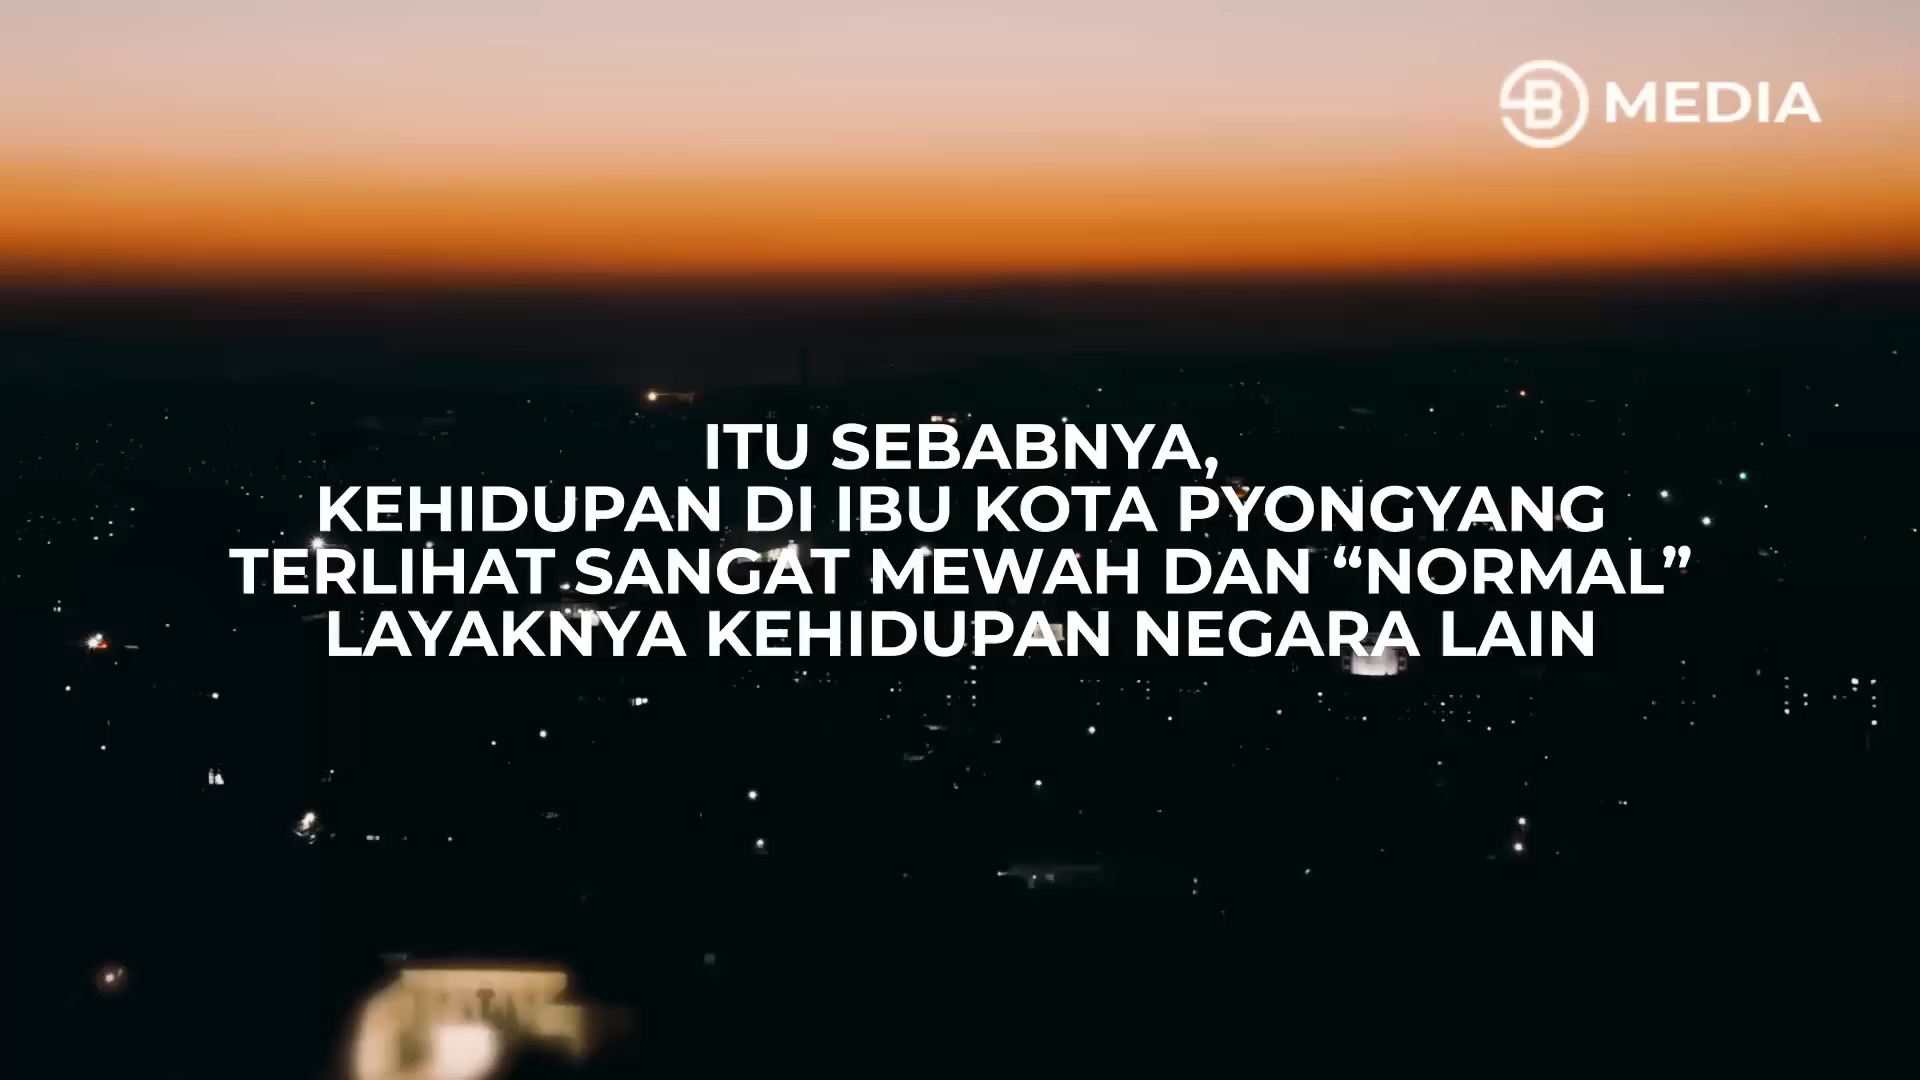 B MEDIA
ITU SEBABNYA,
KEHIDUPAN DI IBU KOTA PYONGYANG
TERLIHAT SANGAT MEWAH DAN “NORMAL”
LAYAKNYA KEHIDUPAN NEGARA LAIN